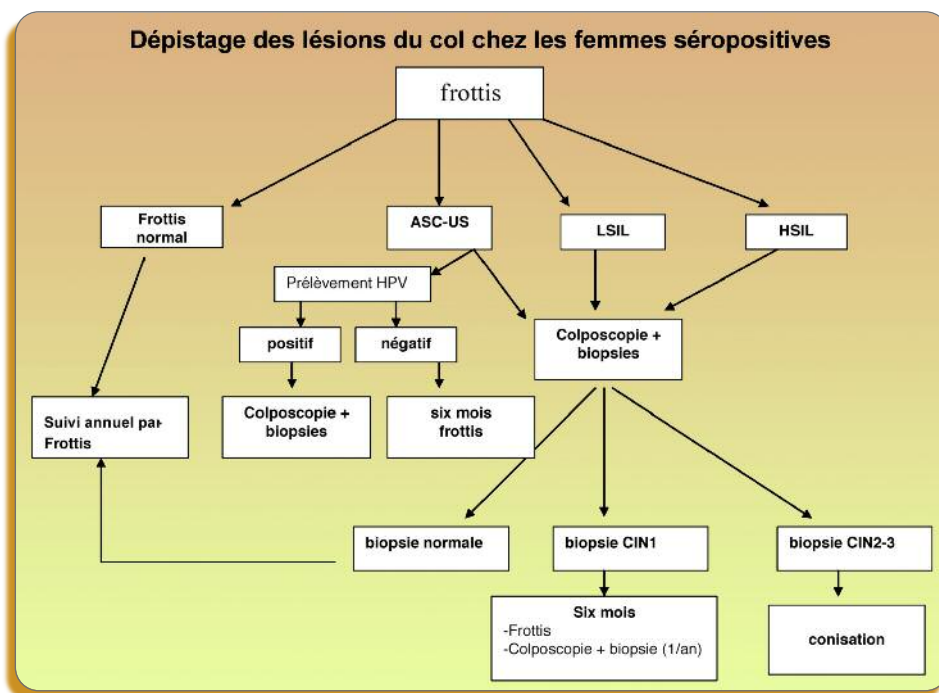 Dépistage des lésions du col chez les femmes séropositives
frottis
Frottis
normal
ASC-US
LSIL
HSIL
Prélèvement HPV
positif
négatif
Colposcopie +
biopsies
Suivi annuel par
Frottis
Colposcopie +
biopsies
six mois
frottis
biopsie normale
biopsie CIN1
biopsie CIN2-3
Six mois
-Frottis
-Colposcopie + biopsie (1/an)
conisation